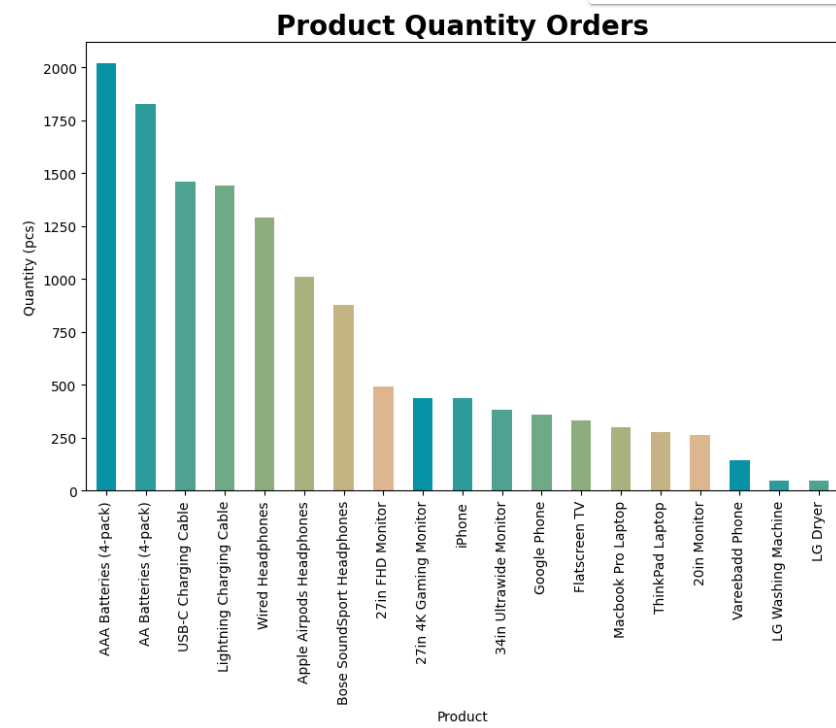 Product Quantity Orders
2000
1750
1500
1250
1000
750
500
250
0
Quantity (pcs)
AAA Batteries (4-pack)
AA Batteries (4-pack)
USB-C Charging Cable
Lightning Charging Cable
Wired Headphones
Apple Airpods Headphones
Bose SoundSport Headphones
27in FHD Monitor
27in 4K Gaming Monitor
iPhone
34in Ultrawide Monitor
Google Phone
Flatscreen TV
Macbook Pro Laptop
ThinkPad Laptop
20in Monitor
Vareebadd Phone
LG Washing Machine
LG Dryer
Product